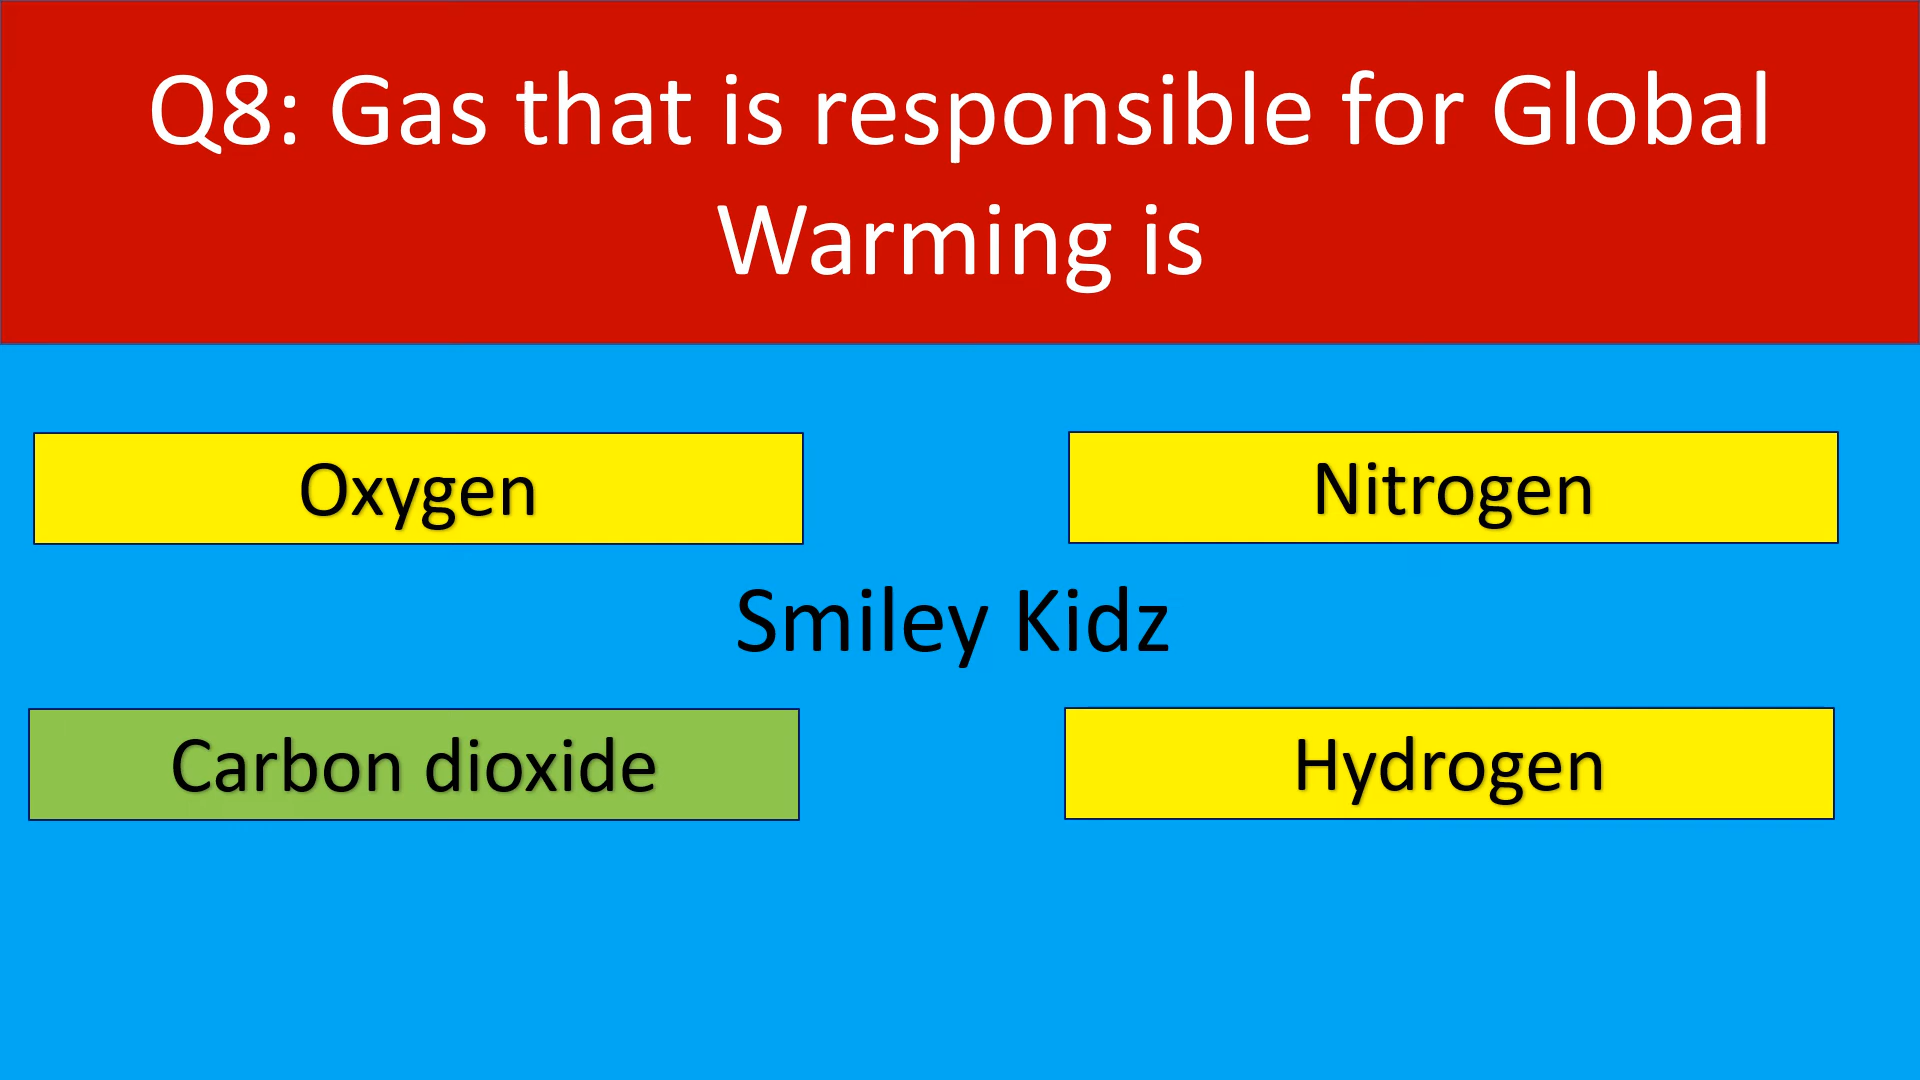 Q8: Gas that is responsible for Global
Warming is
Oxygen
Nitrogen
Smiley Kidz
Carbon dioxide
Hydrogen